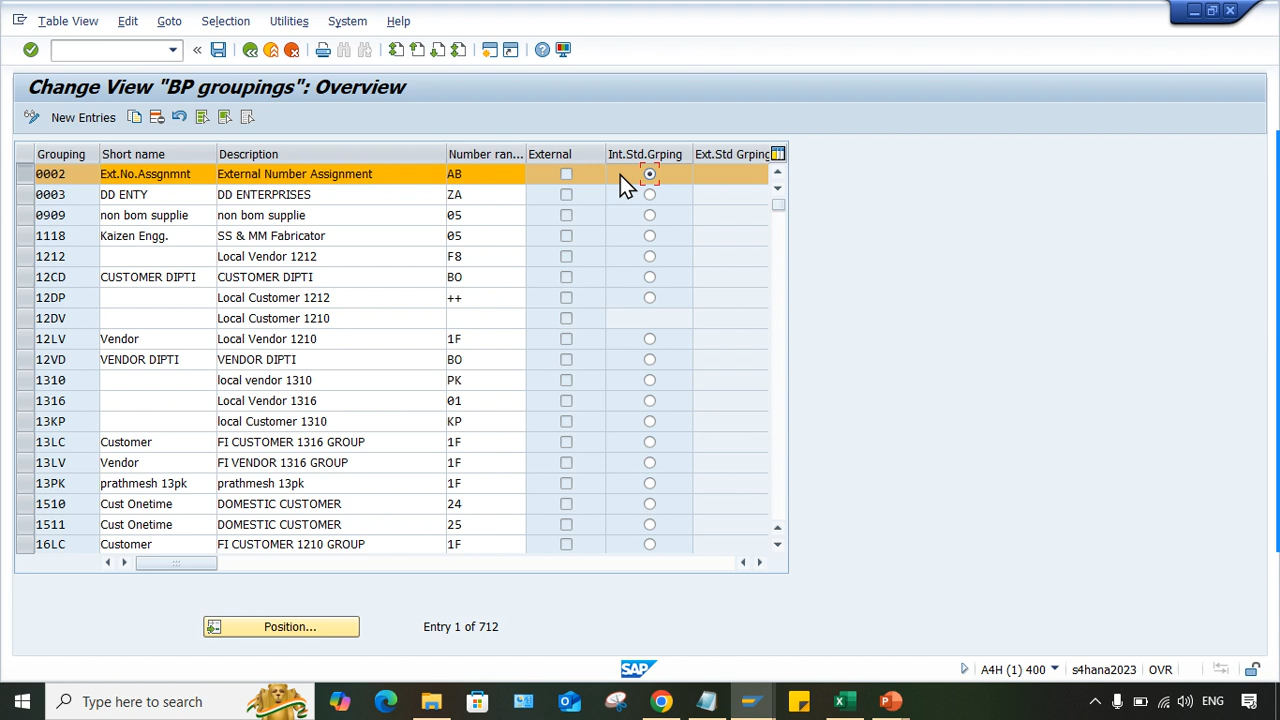 Table View Edit Goto Selection Utilities System Help
Change View "BP groupings": Overview
New Entries
Grouping Short name Description Number ran... External Int.Std.Grping Ext.Std Grping
0002 Ext.No.Assgnmnt External Number Assignment AB
0003 DD ENTY DD ENTERPRISES ZA
0909 non bom supplie non bom supplie 05
1118 Kaizen Engg. SS & MM Fabricator 05
1212 Local Vendor 1212 F8
12CD CUSTOMER DIPTI CUSTOMER DIPTI BO
12DP Local Customer 1212 ++
12DV Local Customer 1210
12LV Vendor Local Vendor 1210 1F
12VD VENDOR DIPTI VENDOR DIPTI BO
1310 local vendor 1310 PK
1316 Local Vendor 1316 01
13KP local Customer 1310 KP
13LC Customer FI CUSTOMER 1316 GROUP 1F
13LV Vendor FI VENDOR 1316 GROUP 1F
13PK prathmesh 13pk prathmesh 13pk 1F
1510 Cust Onetime DOMESTIC CUSTOMER 24
1511 Cust Onetime DOMESTIC CUSTOMER 25
16LC Customer FI CUSTOMER 1210 GROUP 1F
Position... Entry 1 of 712
SAP A4H (1) 400 s4hana2023 OVR
Type here to search ENG